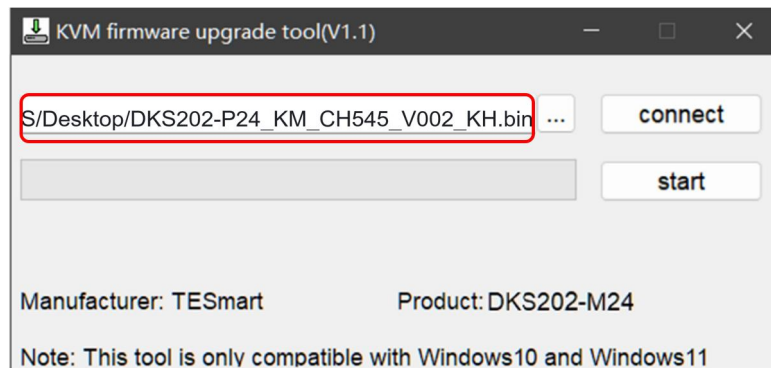 KVM firmware upgrade tool(V1.1)
S/Desktop/DKS202-P24_KM_CH545_V002_KH.bin ... connect
start
Manufacturer: TESmart Product: DKS202-M24
Note: This tool is only compatible with Windows10 and Windows11